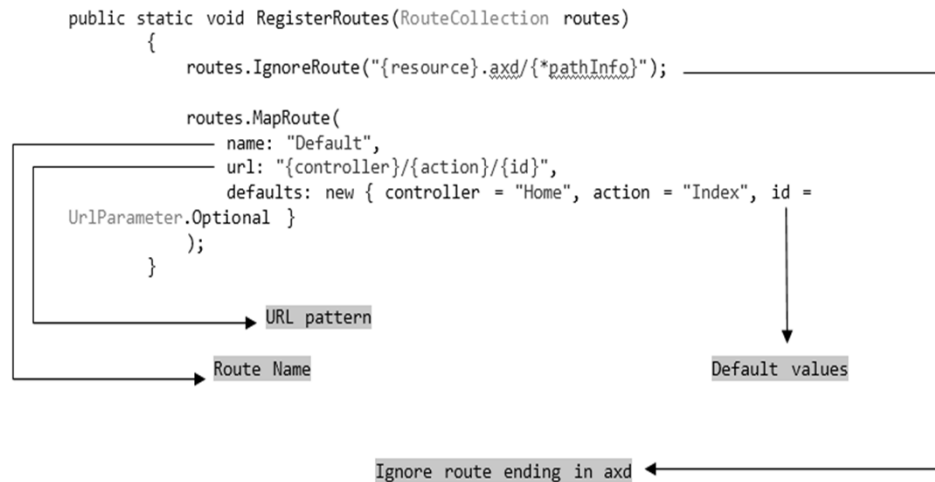 public static void RegisterRoutes(RouteCollection routes)
{
routes.IgnoreRoute("{resource}.axd/{*pathInfo}");
routes.MapRoute(
name: "Default",
url: "{controller}/{action}/{id}",
defaults: new { controller = "Home", action = "Index", id =
UrlParameter.Optional }
);
}
URL pattern
Route Name
Default values
Ignore route ending in axd